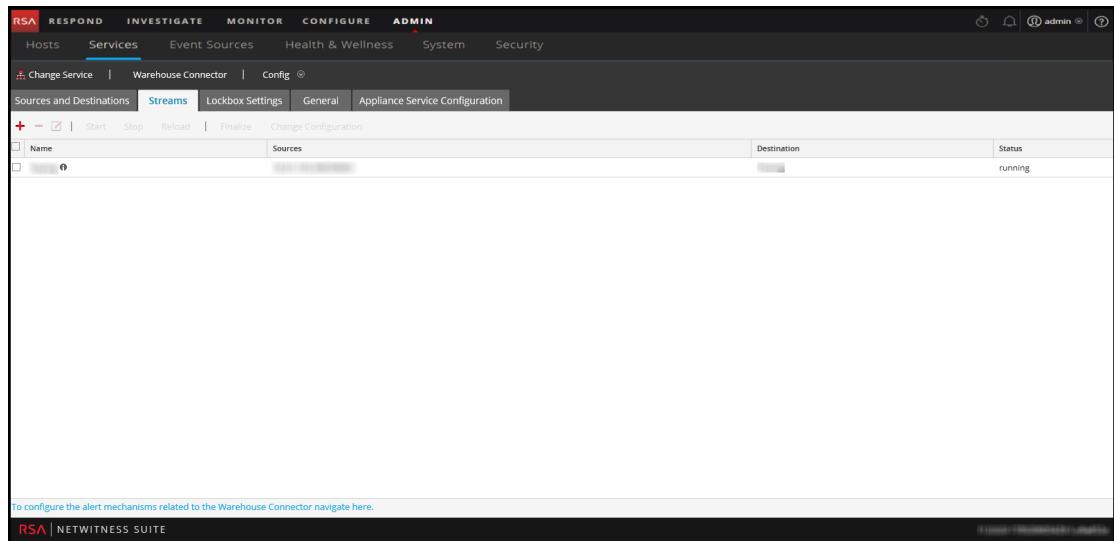 RSA RESPOND INVESTIGATE MONITOR CONFIGURE ADMIN admin
Hosts Services Event Sources Health & Wellness System Security
Change Service | Warehouse Connector | Config
Sources and Destinations Streams Lockbox Settings General Appliance Service Configuration
Start Stop Reload | Finalize Change Configuration
Name Sources Destination Status
running
To configure the alert mechanisms related to the Warehouse Connector navigate here.
RSA | NETWITNESS SUITE